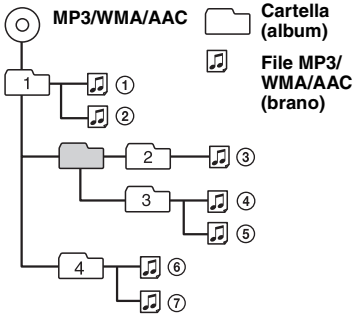 MP3/WMA/AAC
Cartella
(album)
File MP3/
WMA/AAC
(brano)
1
①
②
2
③
3
④
⑤
4
⑥
⑦